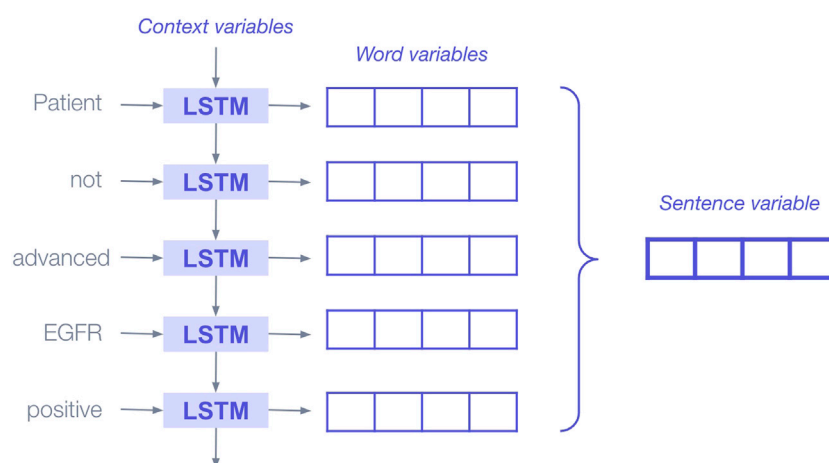 Context variables
Word variables
Patient
LSTM
not
LSTM
Sentence variable
advanced
LSTM
EGFR
LSTM
positive
LSTM